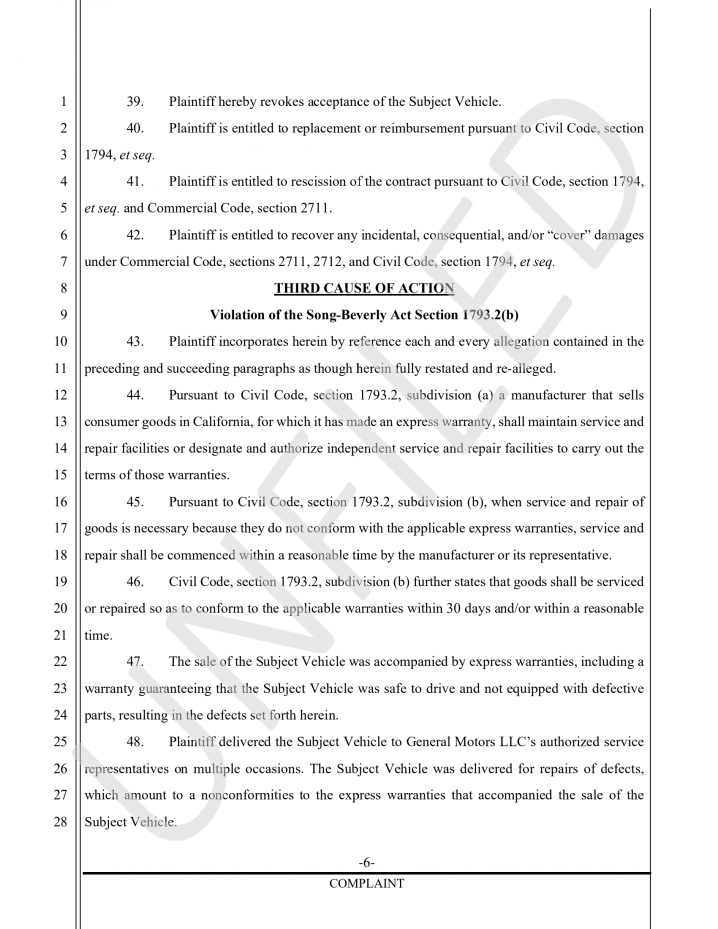 1 39. Plaintiff hereby revokes acceptance of the Subject Vehicle.
2 40. Plaintiff is entitled to replacement or reimbursement pursuant to Civil Code, section
3 1794, et seq.
4 41. Plaintiff is entitled to rescission of the contract pursuant to Civil Code, section 1794,
5 et seq. and Commercial Code, section 2711.
6 42. Plaintiff is entitled to recover any incidental, consequential, and/or “cover” damages
7 under Commercial Code, sections 2711, 2712, and Civil Code, section 1794, et seq.
8 THIRD CAUSE OF ACTION
9 Violation of the Song-Beverly Act Section 1793.2(b)
10 43. Plaintiff incorporates herein by reference each and every allegation contained in the
11 preceding and succeeding paragraphs as though herein fully restated and re-alleged.
12 44. Pursuant to Civil Code, section 1793.2, subdivision (a) a manufacturer that sells
13 consumer goods in California, for which it has made an express warranty, shall maintain service and
14 repair facilities or designate and authorize independent service and repair facilities to carry out the
15 terms of those warranties.
16 45. Pursuant to Civil Code, section 1793.2, subdivision (b), when service and repair of
17 goods is necessary because they do not conform with the applicable express warranties, service and
18 repair shall be commenced within a reasonable time by the manufacturer or its representative.
19 46. Civil Code, section 1793.2, subdivision (b) further states that goods shall be serviced
20 or repaired so as to conform to the applicable warranties within 30 days and/or within a reasonable
21 time.
22 47. The sale of the Subject Vehicle was accompanied by express warranties, including a
23 warranty guaranteeing that the Subject Vehicle was safe to drive and not equipped with defective
24 parts, resulting in the defects set forth herein.
25 48. Plaintiff delivered the Subject Vehicle to General Motors LLC’s authorized service
26 representatives on multiple occasions. The Subject Vehicle was delivered for repairs of defects,
27 which amount to a nonconformities to the express warranties that accompanied the sale of the
28 Subject Vehicle.
-6-
COMPLAINT
UNFILED